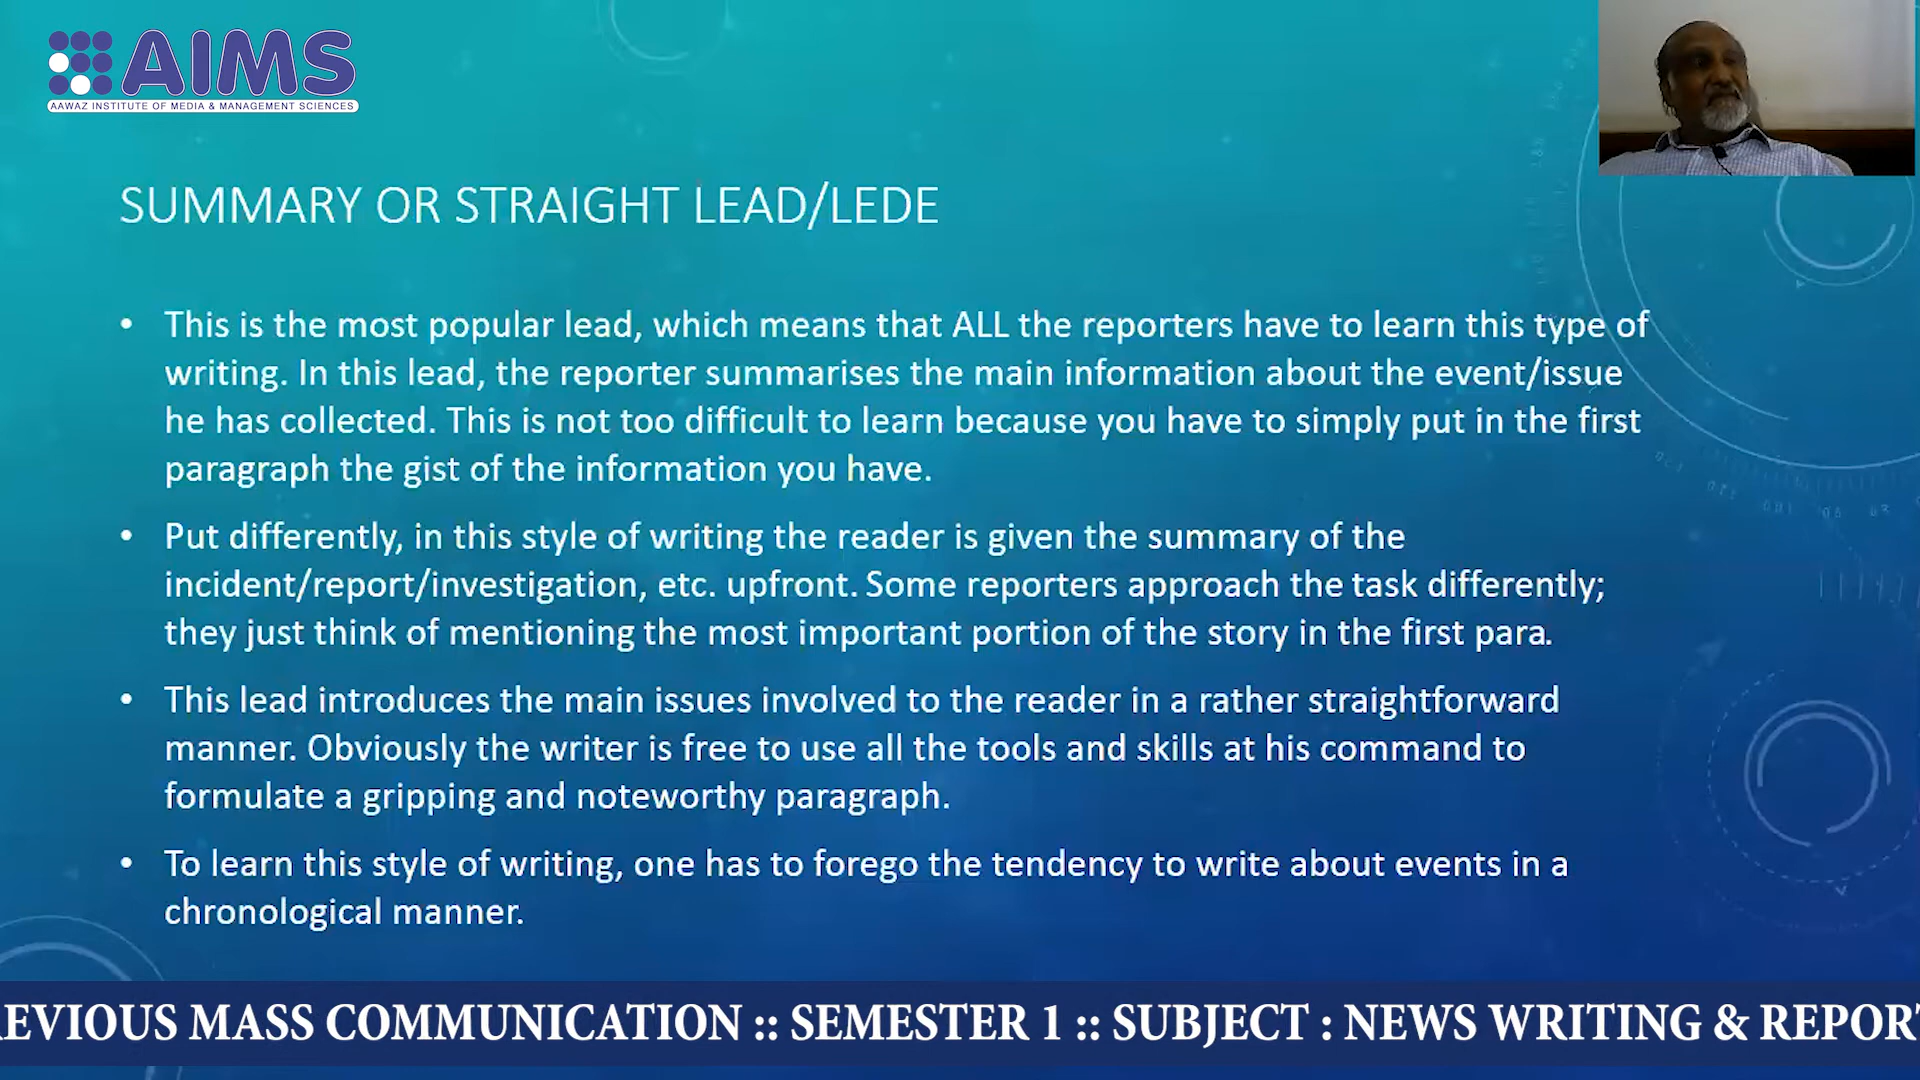 AIMS
AAWAZ INSTITUTE OF MEDIA & MANAGEMENT SCIENCES
SUMMARY OR STRAIGHT LEAD/LEDE
• This is the most popular lead, which means that ALL the reporters have to learn this type of
writing. In this lead, the reporter summarises the main information about the event/issue
he has collected. This is not too difficult to learn because you have to simply put in the first
paragraph the gist of the information you have.
• Put differently, in this style of writing the reader is given the summary of the
incident/report/investigation, etc. upfront. Some reporters approach the task differently;
they just think of mentioning the most important portion of the story in the first para.
• This lead introduces the main issues involved to the reader in a rather straightforward
manner. Obviously the writer is free to use all the tools and skills at his command to
formulate a gripping and noteworthy paragraph.
• To learn this style of writing, one has to forego the tendency to write about events in a
chronological manner.
REVIOUS MASS COMMUNICATION :: SEMESTER 1 :: SUBJECT : NEWS WRITING & REPORT